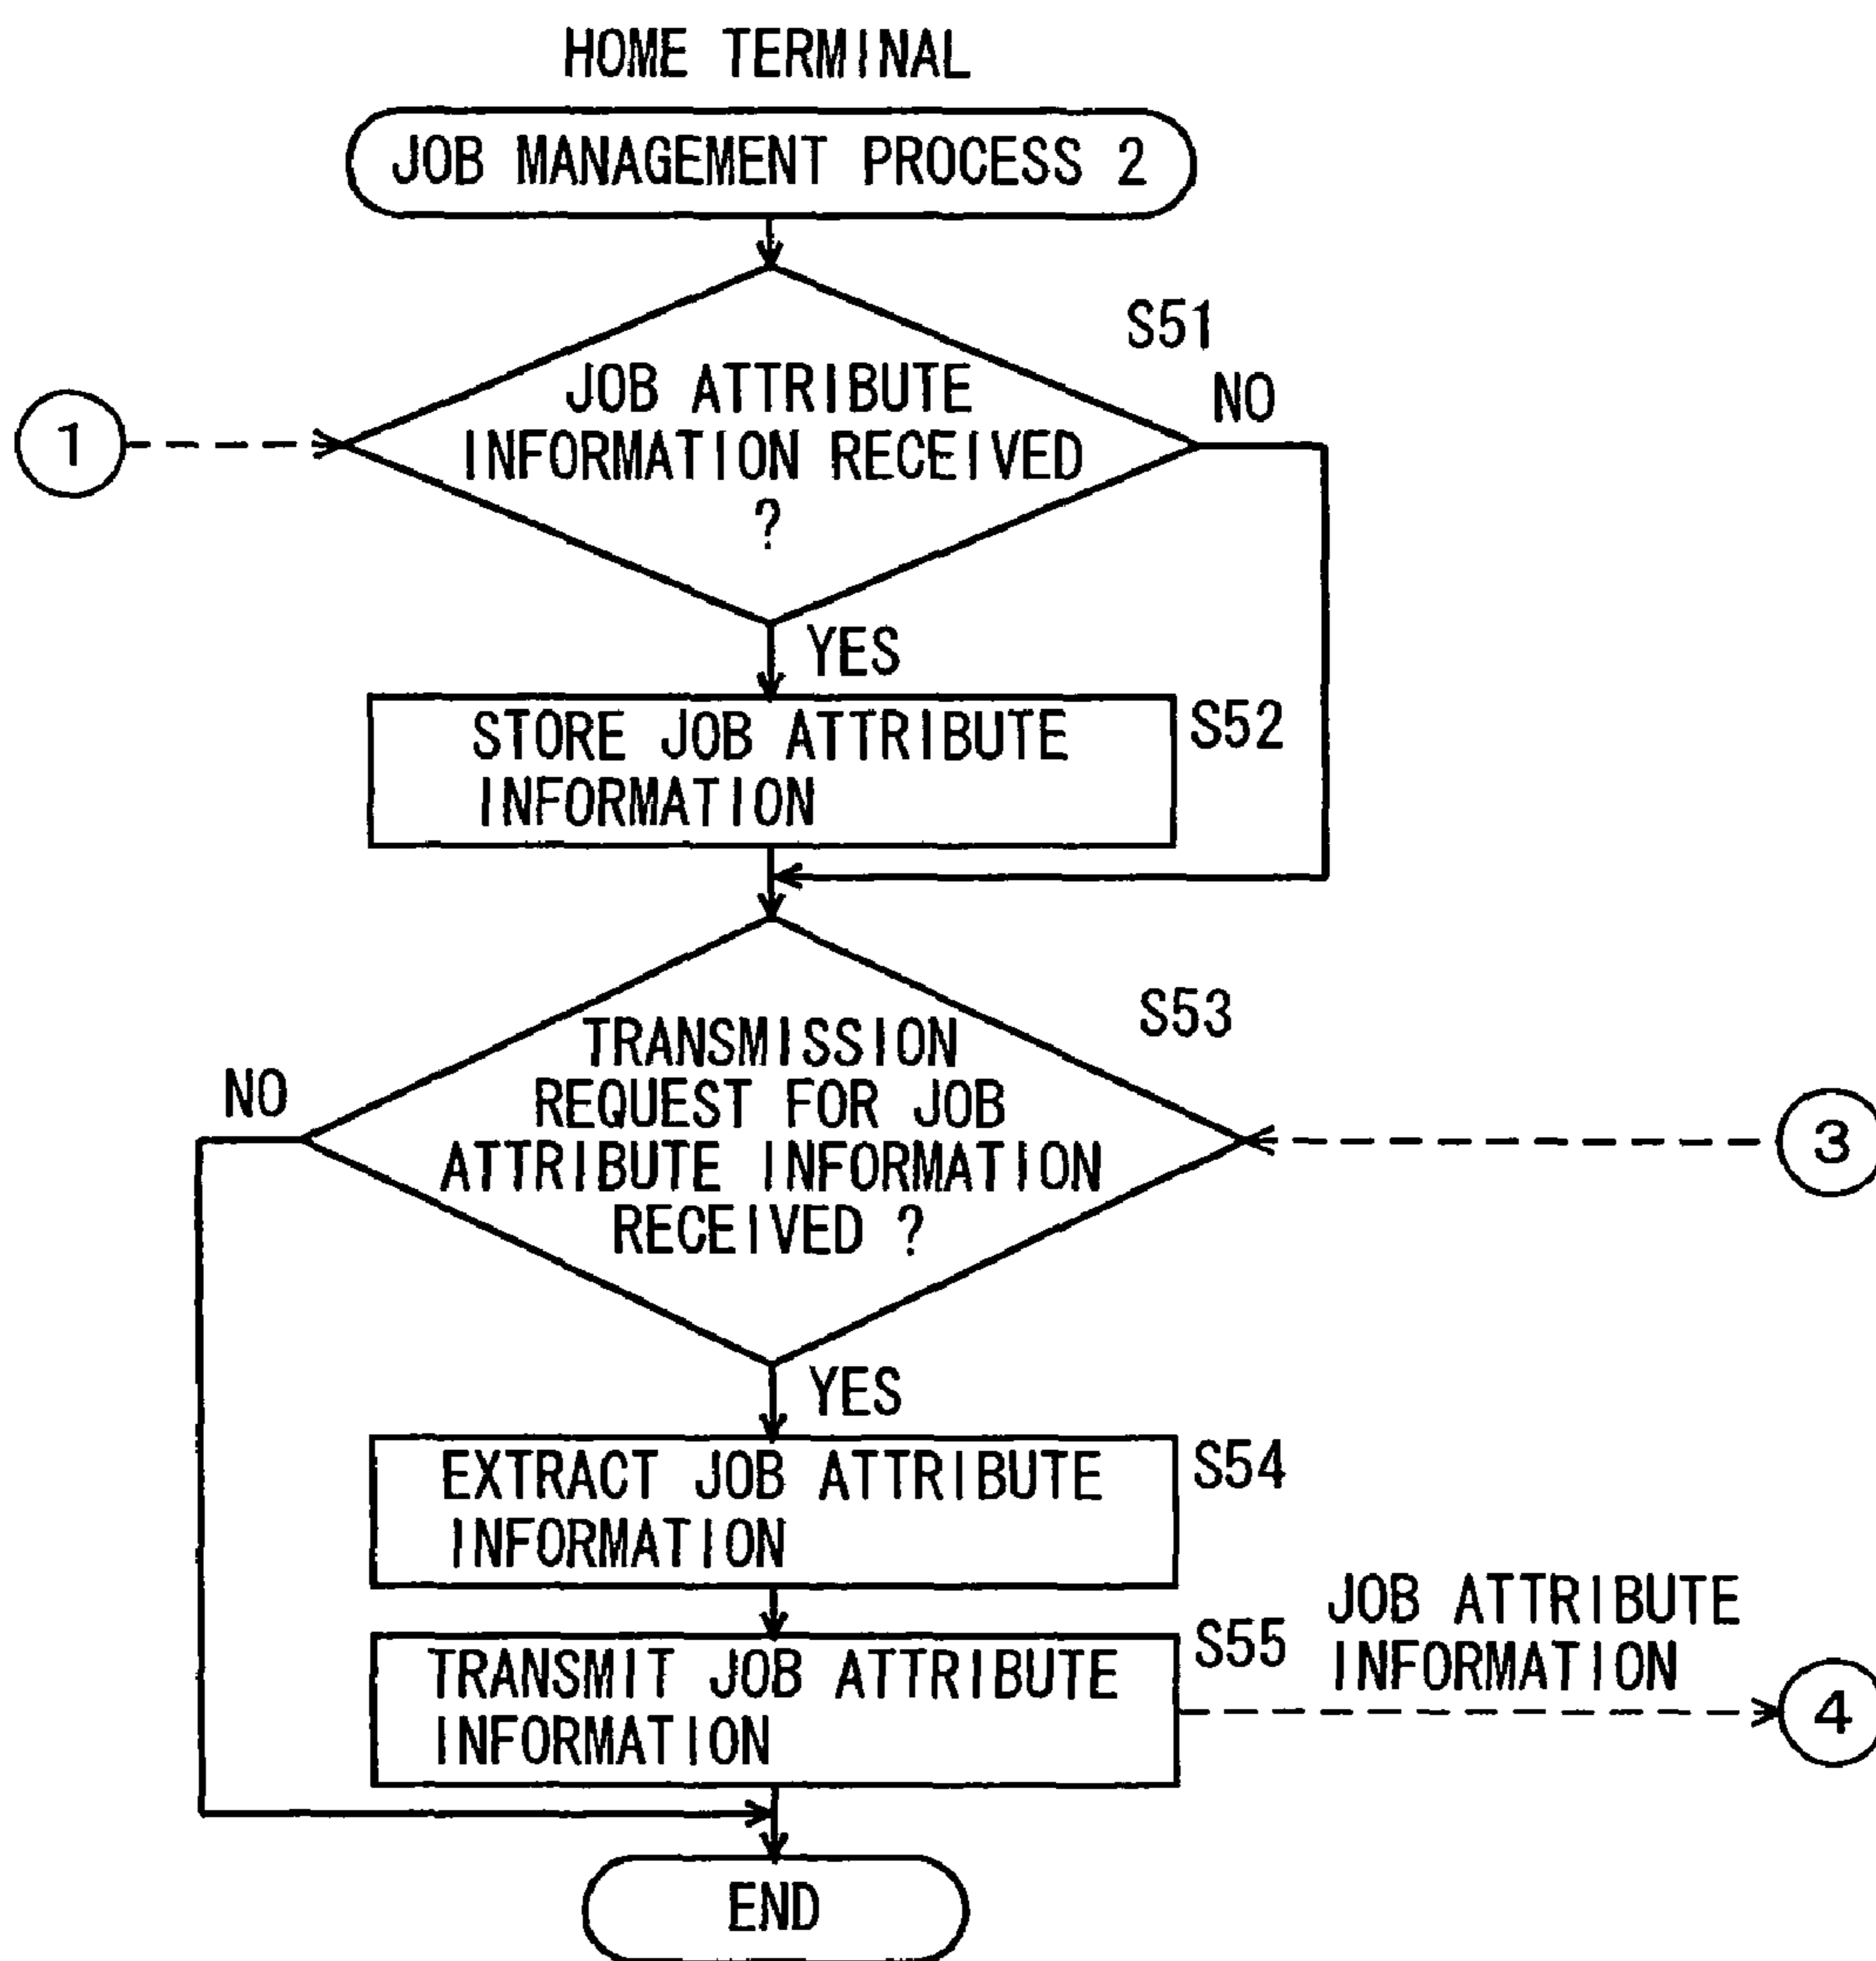 HOME TERMINAL
JOB MANAGEMENT PROCESS 2
S51
JOB ATTRIBUTE
INFORMATION RECEIVED
?
NO
1
YES
STORE JOB ATTRIBUTE
INFORMATION
S52
S53
TRANSMISSION
REQUEST FOR JOB
ATTRIBUTE INFORMATION
RECEIVED ?
NO
3
YES
EXTRACT JOB ATTRIBUTE
INFORMATION
S54
TRANSMIT JOB ATTRIBUTE
INFORMATION
S55
JOB ATTRIBUTE
INFORMATION
4
END